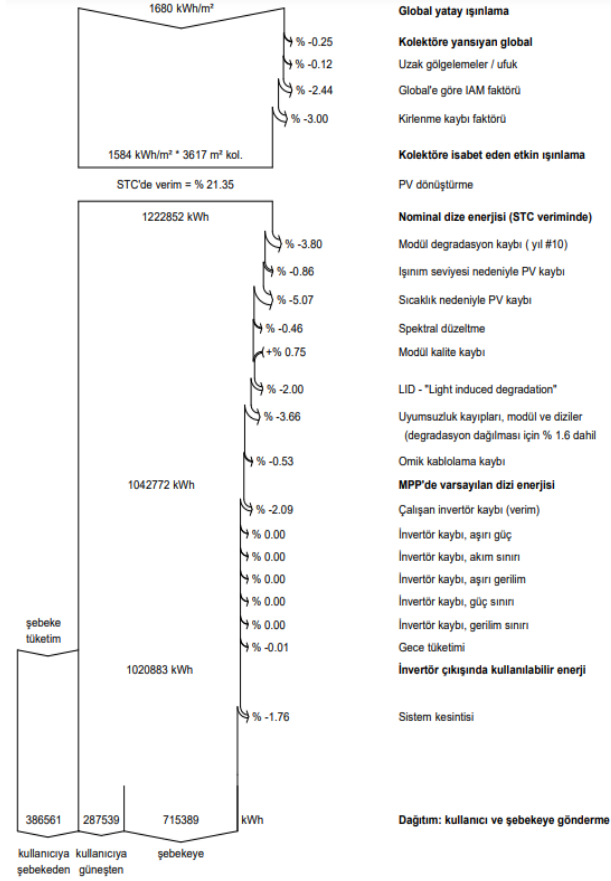 1680 kWh/m²
Global yatay ışınlama
% -0.25
Kolektöre yansıyan global
% -0.12
Uzak gölgelemeler / ufuk
% -2.44
Global'e göre IAM faktörü
% -3.00
Kirlenme kaybı faktörü
1584 kWh/m² * 3617 m² kol.
Kolektöre isabet eden etkin ışınlama
STC'de verim = % 21.35
PV dönüştürme
1222852 kWh
Nominal dize enerjisi (STC veriminde)
% -3.80
Modül degradasyon kaybı ( yıl #10)
% -0.86
Işınım seviyesi nedeniyle PV kaybı
% -5.07
Sıcaklık nedeniyle PV kaybı
% -0.46
Spektral düzeltme
+% 0.75
Modül kalite kaybı
% -2.00
LID - "Light induced degradation"
% -3.66
Uyumsuzluk kayıpları, modül ve diziler
(degradasyon dağılması için % 1.6 dahil
% -0.53
Omik kablolama kaybı
1042772 kWh
MPP'de varsayılan dizi enerjisi
% -2.09
Çalışan invertör kaybı (verim)
% 0.00
İnvertör kaybı, aşırı güç
% 0.00
İnvertör kaybı, akım sınırı
% 0.00
İnvertör kaybı, aşırı gerilim
% 0.00
İnvertör kaybı, güç sınırı
% 0.00
İnvertör kaybı, gerilim sınırı
şebeke
tüketim
% -0.01
Gece tüketimi
1020883 kWh
İnvertör çıkışında kullanılabilir enerji
% -1.76
Sistem kesintisi
386561
287539
715389
kWh
Dağıtım: kullanıcı ve şebekeye gönderme
kullanıcıya
şebekeden
kullanıcıya
güneşten
şebekeye